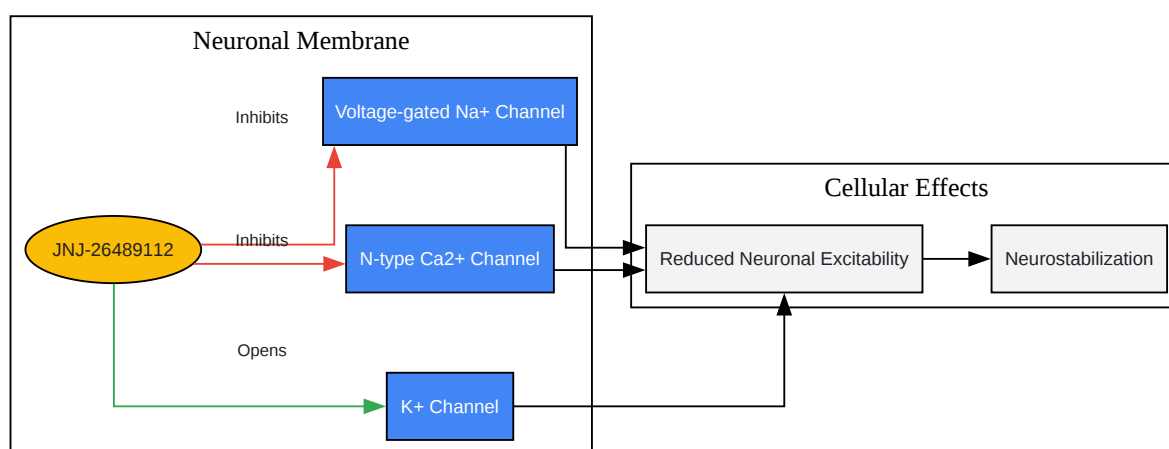 Neuronal Membrane
Inhibits
Voltage-gated Na+ Channel
Cellular Effects
JNJ-26489112
Inhibits
N-type Ca2+ Channel
Reduced Neuronal Excitability
Neurostabilization
Opens
K+ Channel